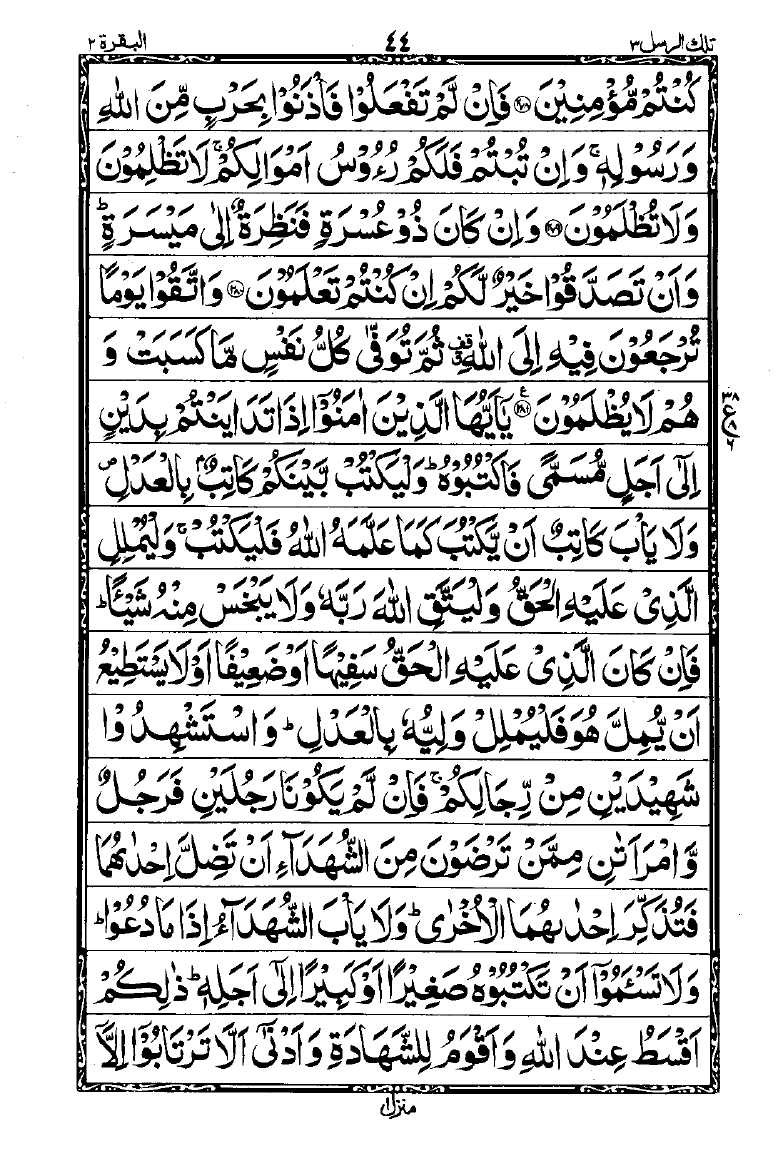 تلك الرسل ٣ ٤٤ البقرة ٢
كُنْتُمْ مُّؤْمِنِيْنَ ۝٢٧٨ فَاِنْ لَّمْ تَفْعَلُوْا فَاْذَنُوْا بِحَرْبٍ مِّنَ اللّٰهِ
وَرَسُوْلِهٖ ۚ وَاِنْ تُبْتُمْ فَلَكُمْ رُءُوْسُ اَمْوَالِكُمْ ۚ لَا تَظْلِمُوْنَ
وَلَا تُظْلَمُوْنَ ۝٢٧٩ وَاِنْ كَانَ ذُوْ عُسْرَةٍ فَنَظِرَةٌ اِلٰى مَيْسَرَةٍ ؕ
وَاَنْ تَصَدَّقُوْا خَيْرٌ لَّكُمْ اِنْ كُنْتُمْ تَعْلَمُوْنَ ۝٢٨٠ وَاتَّقُوْا يَوْمًا
تُرْجَعُوْنَ فِيْهِ اِلَى اللّٰهِ ۫ ثُمَّ تُوَفّٰى كُلُّ نَفْسٍ مَّا كَسَبَتْ وَ
هُمْ لَا يُظْلَمُوْنَ ۝٢٨١ يٰۤاَيُّهَا الَّذِيْنَ اٰمَنُوْۤا اِذَا تَدَايَنْتُمْ بِدَيْنٍ
اِلٰۤى اَجَلٍ مُّسَمًّى فَاكْتُبُوْهُ ؕ وَلْيَكْتُبْ بَّيْنَكُمْ كَاتِبٌۢ بِالْعَدْلِ ۪
وَلَا يَاْبَ كَاتِبٌ اَنْ يَّكْتُبَ كَمَا عَلَّمَهُ اللّٰهُ فَلْيَكْتُبْ ۚ وَلْيُمْلِلِ
الَّذِيْ عَلَيْهِ الْحَقُّ وَلْيَتَّقِ اللّٰهَ رَبَّهٗ وَلَا يَبْخَسْ مِنْهُ شَيْـًٔا ؕ
فَاِنْ كَانَ الَّذِيْ عَلَيْهِ الْحَقُّ سَفِيْهًا اَوْ ضَعِيْفًا اَوْ لَا يَسْتَطِيْعُ
اَنْ يُّمِلَّ هُوَ فَلْيُمْلِلْ وَلِيُّهٗ بِالْعَدْلِ ؕ وَاسْتَشْهِدُوْا
شَهِيْدَيْنِ مِنْ رِّجَالِكُمْ ۚ فَاِنْ لَّمْ يَكُوْنَا رَجُلَيْنِ فَرَجُلٌ
وَّامْرَاَتٰنِ مِمَّنْ تَرْضَوْنَ مِنَ الشُّهَدَآءِ اَنْ تَضِلَّ اِحْدٰىهُمَا
فَتُذَكِّرَ اِحْدٰىهُمَا الْاُخْرٰى ؕ وَلَا يَاْبَ الشُّهَدَآءُ اِذَا مَا دُعُوْا ؕ
وَلَا تَسْـَٔمُوْۤا اَنْ تَكْتُبُوْهُ صَغِيْرًا اَوْ كَبِيْرًا اِلٰۤى اَجَلِهٖ ؕ ذٰلِكُمْ
اَقْسَطُ عِنْدَ اللّٰهِ وَاَقْوَمُ لِلشَّهَادَةِ وَاَدْنٰۤى اَلَّا تَرْتَابُوْۤا اِلَّاۤ
منزل ١